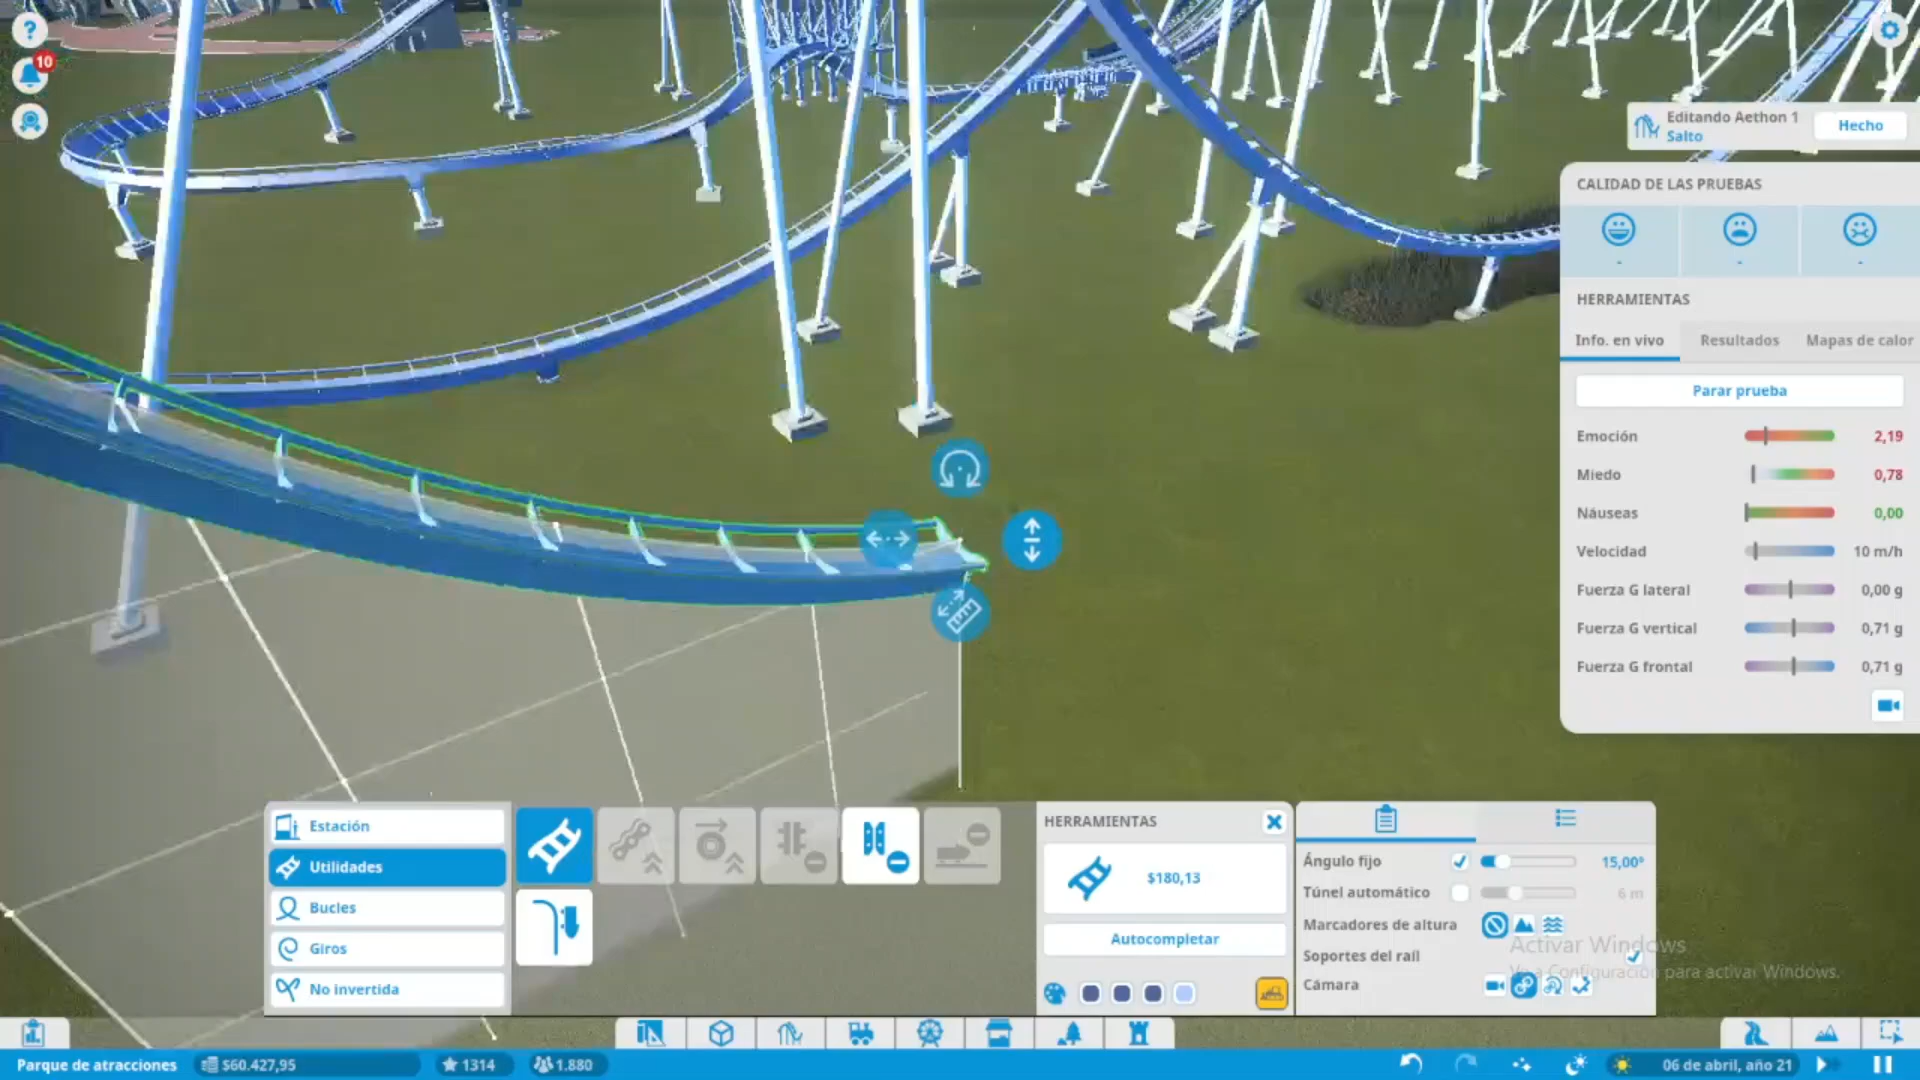 10
Editando Aethon 1
Salto
Hecho
CALIDAD DE LAS PRUEBAS
- - -
HERRAMIENTAS
Info. en vivo Resultados Mapas de calor
Parar prueba
Emoción 2,19
Miedo 0,78
Náuseas 0,00
Velocidad 10 m/h
Fuerza G lateral 0,00 g
Fuerza G vertical 0,71 g
Fuerza G frontal 0,71 g
Estación
Utilidades
Bucles
Giros
No invertida
HERRAMIENTAS
$180,13
Autocompletar
Ángulo fijo 15,00°
Túnel automático 6 m
Marcadores de altura
Soportes del raíl
Cámara
Activar Windows
Ve a Configuración para activar Windows.
Parque de atracciones $60.427,95 1314 1.880 06 de abril, año 21